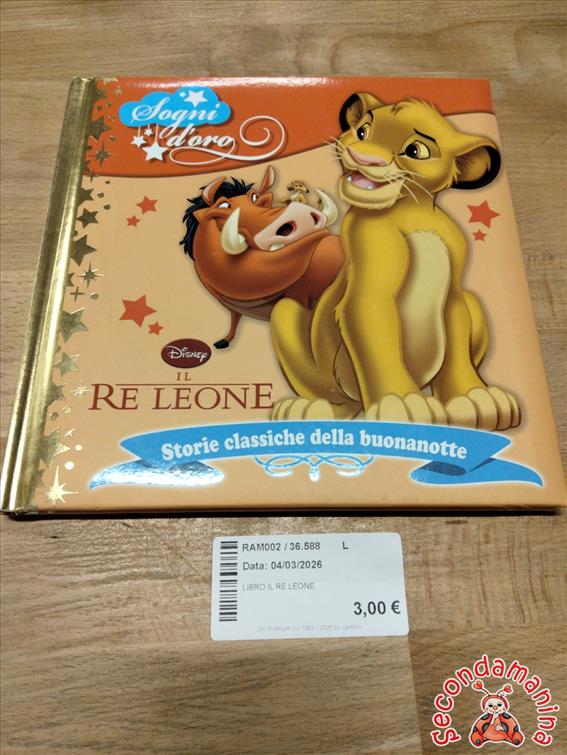 Sogni
d'oro
Disney
IL
RE LEONE
Storie classiche della buonanotte
RAM002 / 36.588 L
Data: 04/03/2026
LIBRO IL RE LEONE
3,00 €
Secondamanina